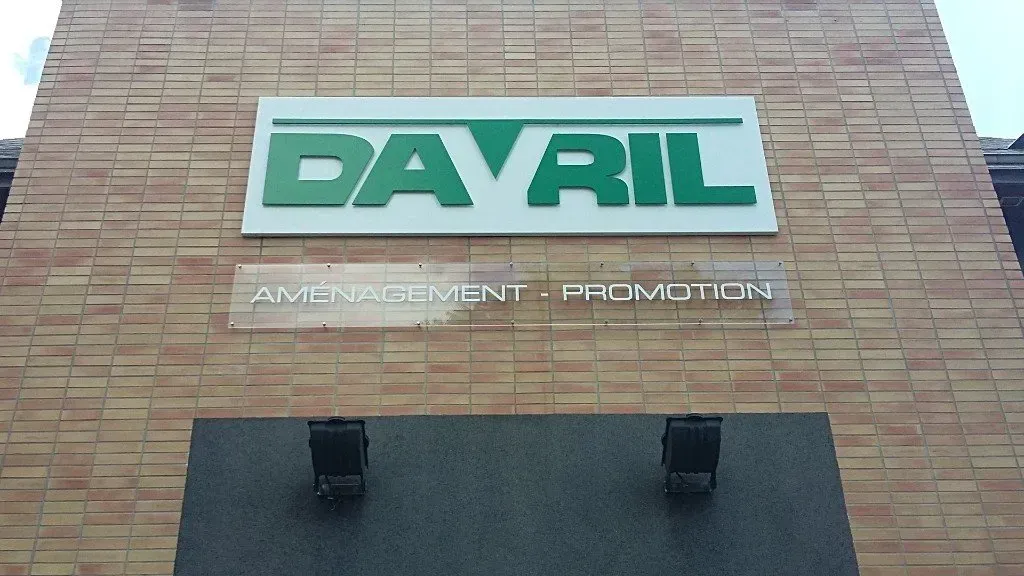 DAVRIL
AMÉNAGEMENT - PROMOTION